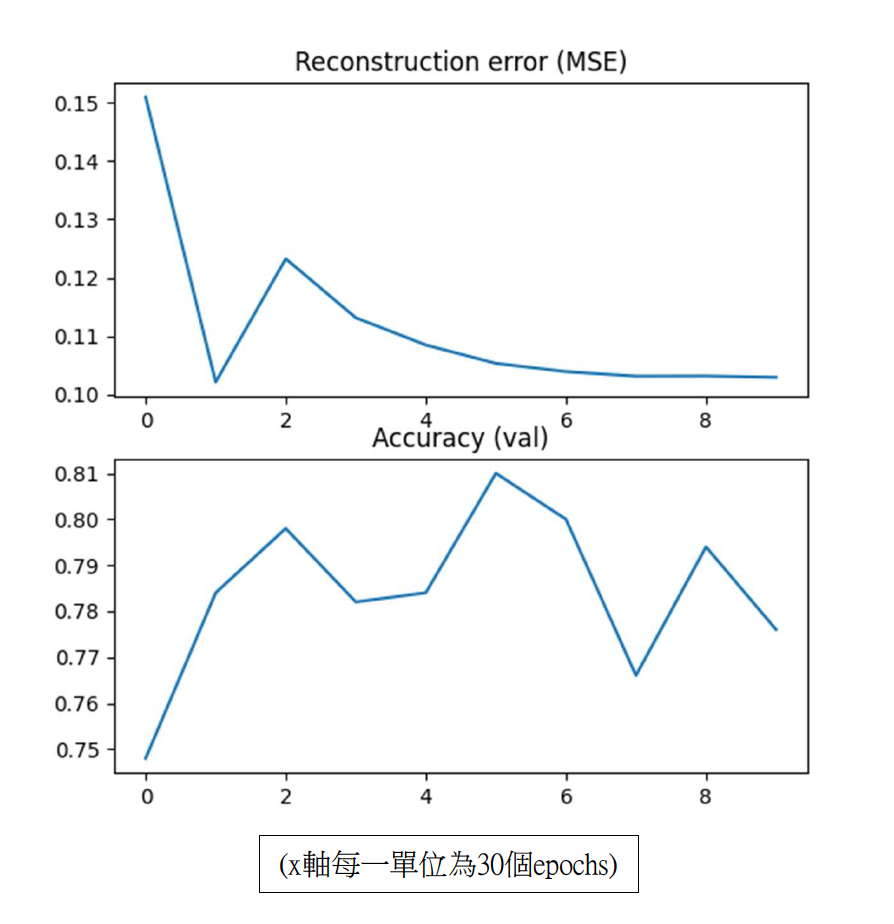 Reconstruction error (MSE)
0.15
0.14
0.13
0.12
0.11
0.10
0 2 4 6 8
Accuracy (val)
0.81
0.80
0.79
0.78
0.77
0.76
0.75
0 2 4 6 8
(x軸每一單位為30個epochs)